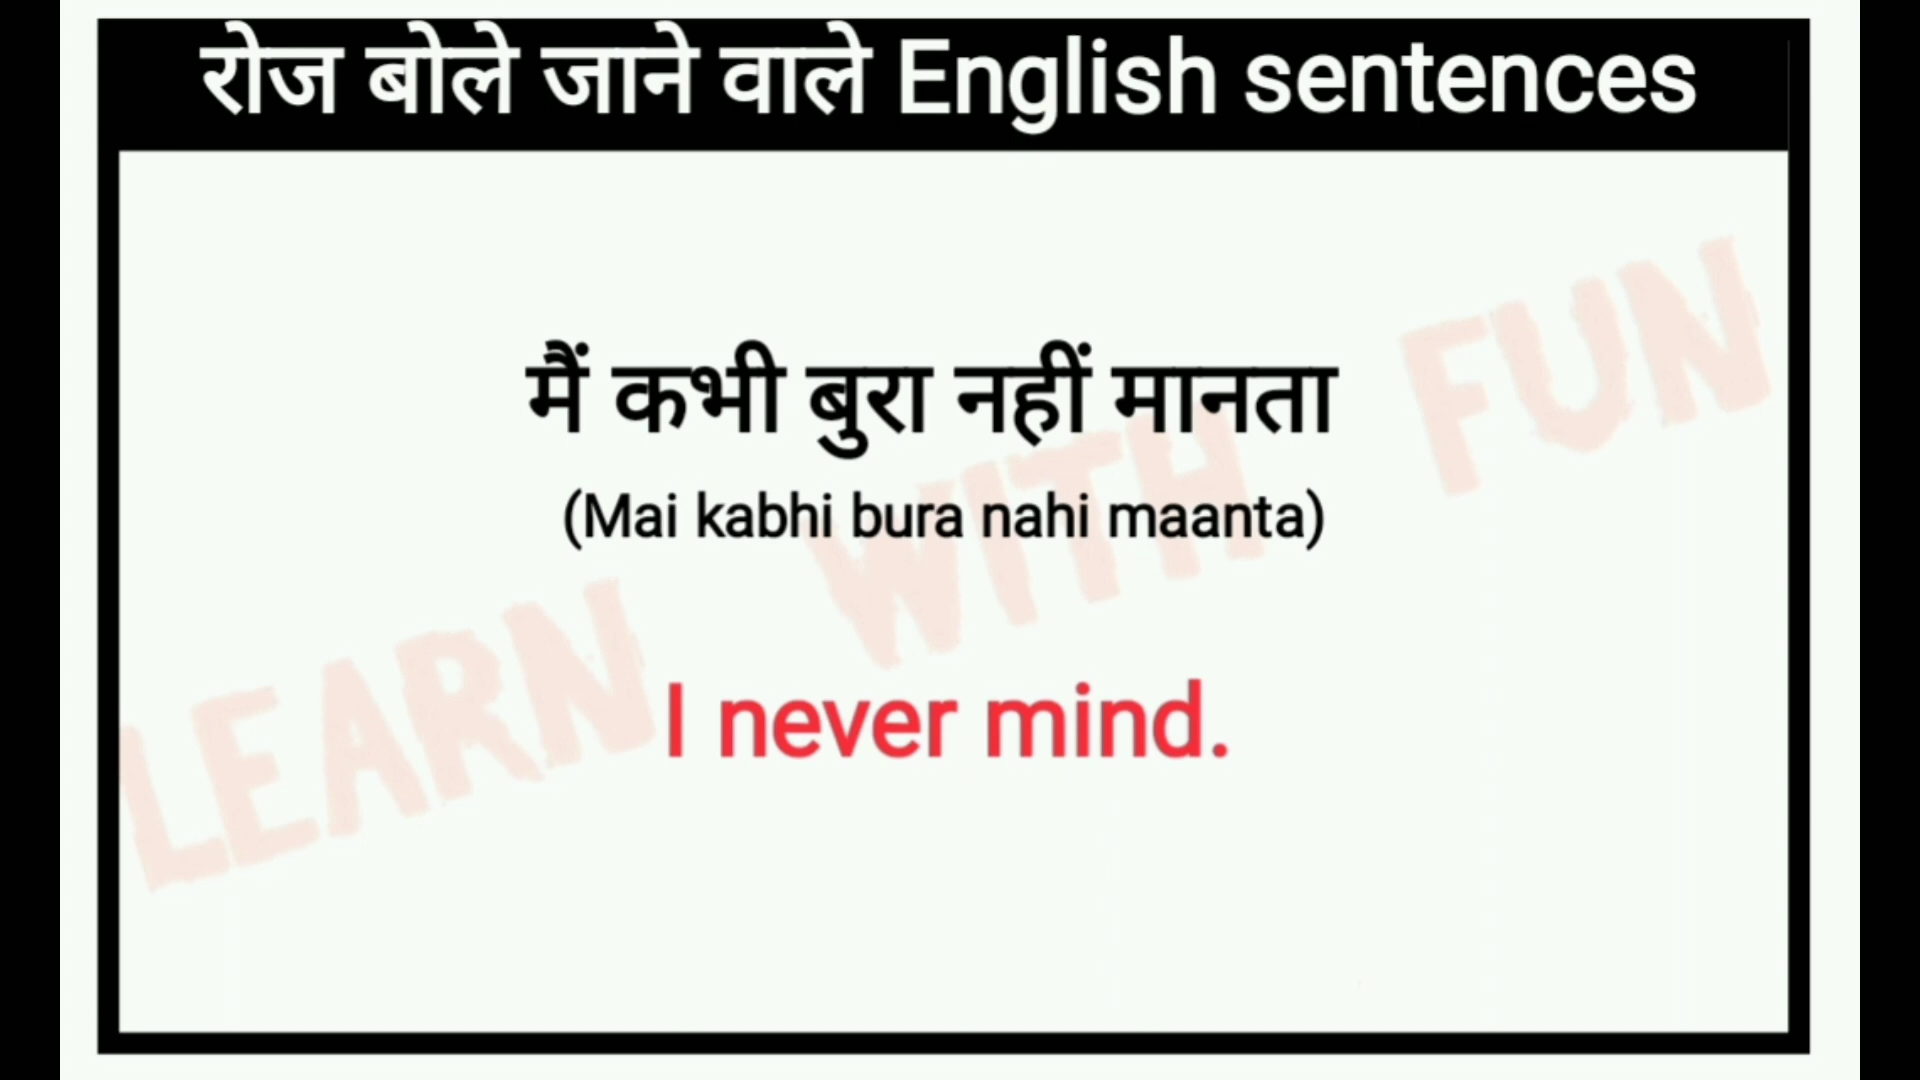 रोज बोले जाने वाले English sentences
मैं कभी बुरा नहीं मानता
(Mai kabhi bura nahi maanta)
I never mind.
LEARN WITH FUN